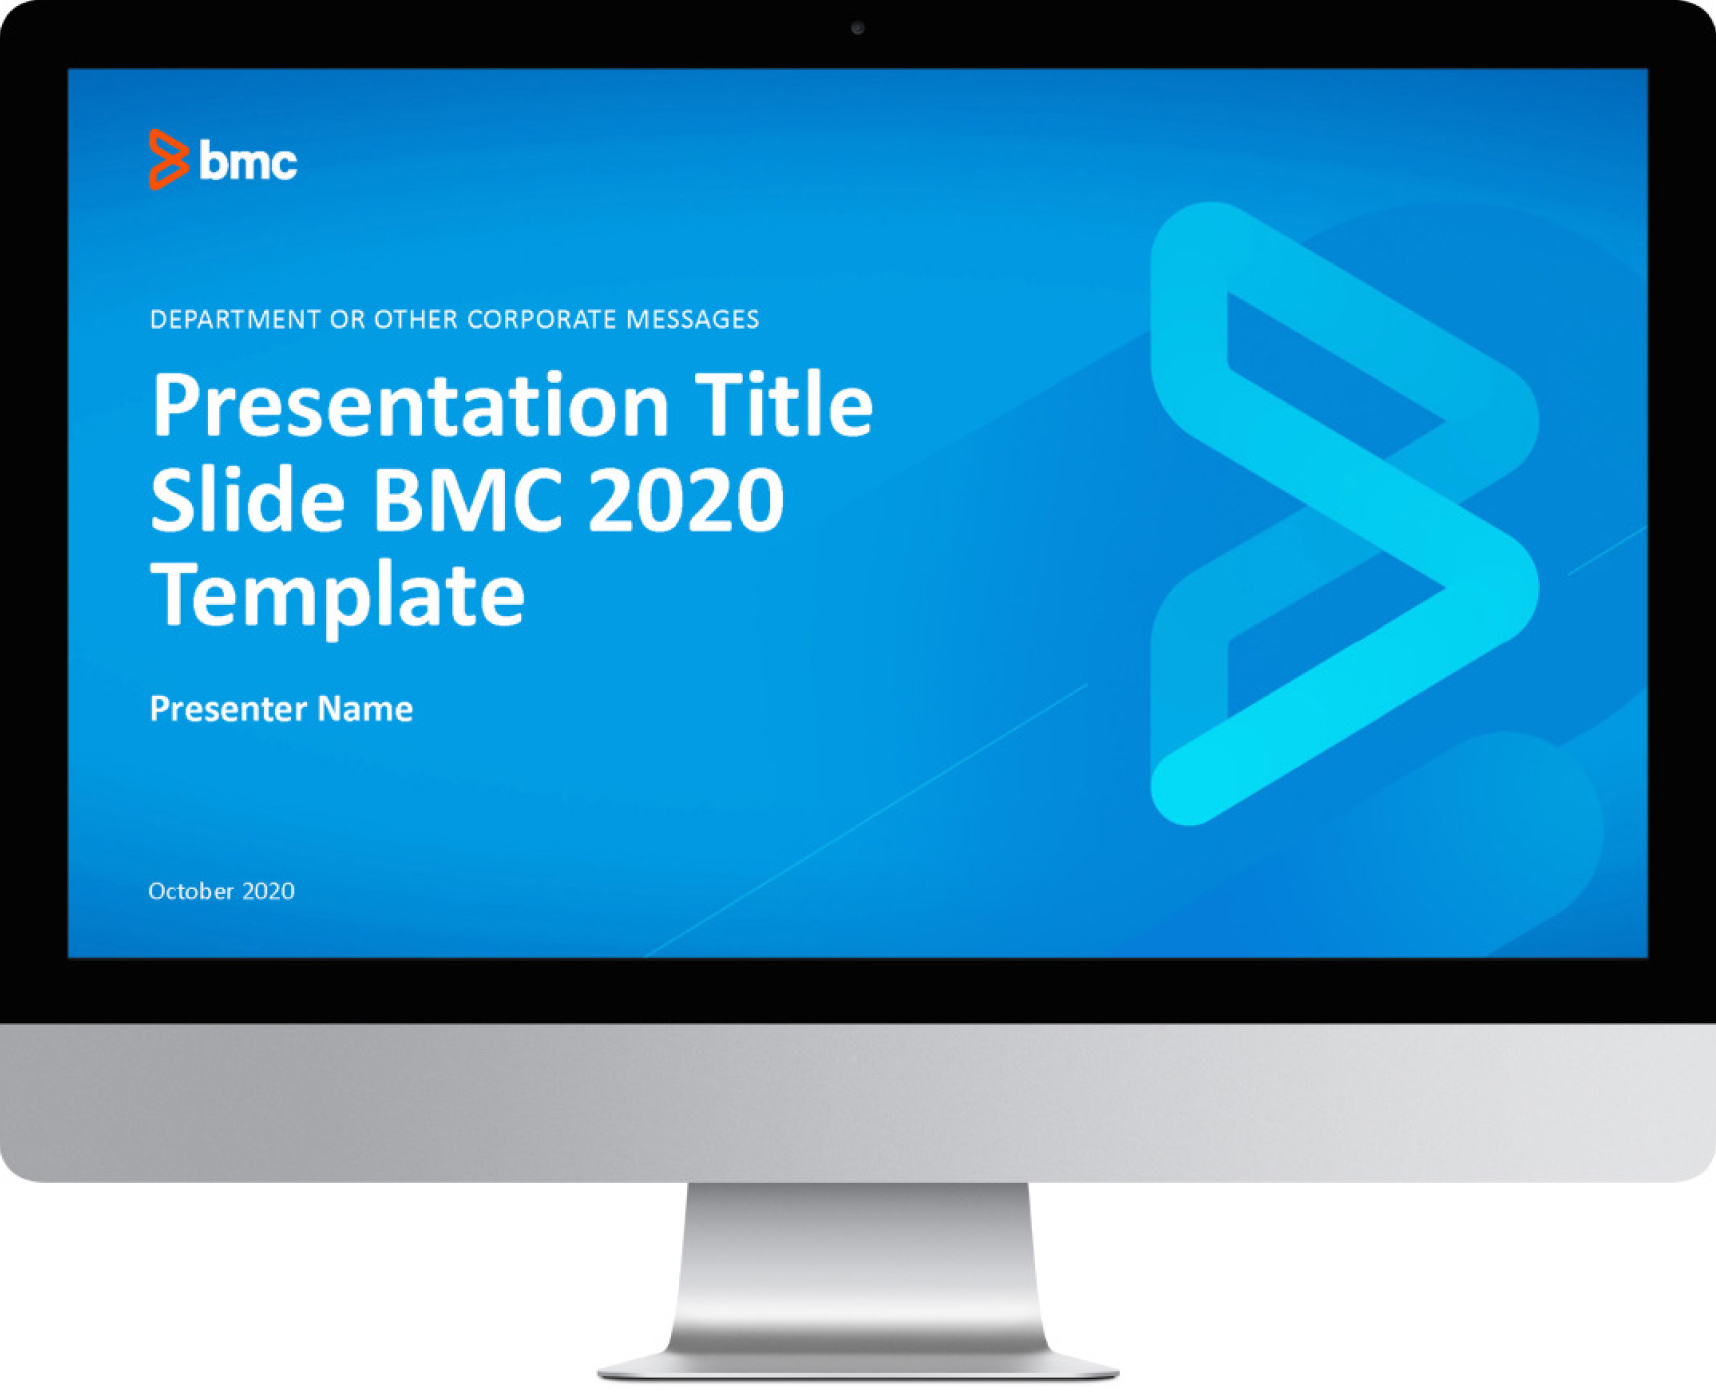 bmc
DEPARTMENT OR OTHER CORPORATE MESSAGES
Presentation Title
Slide BMC 2020
Template
Presenter Name
October 2020